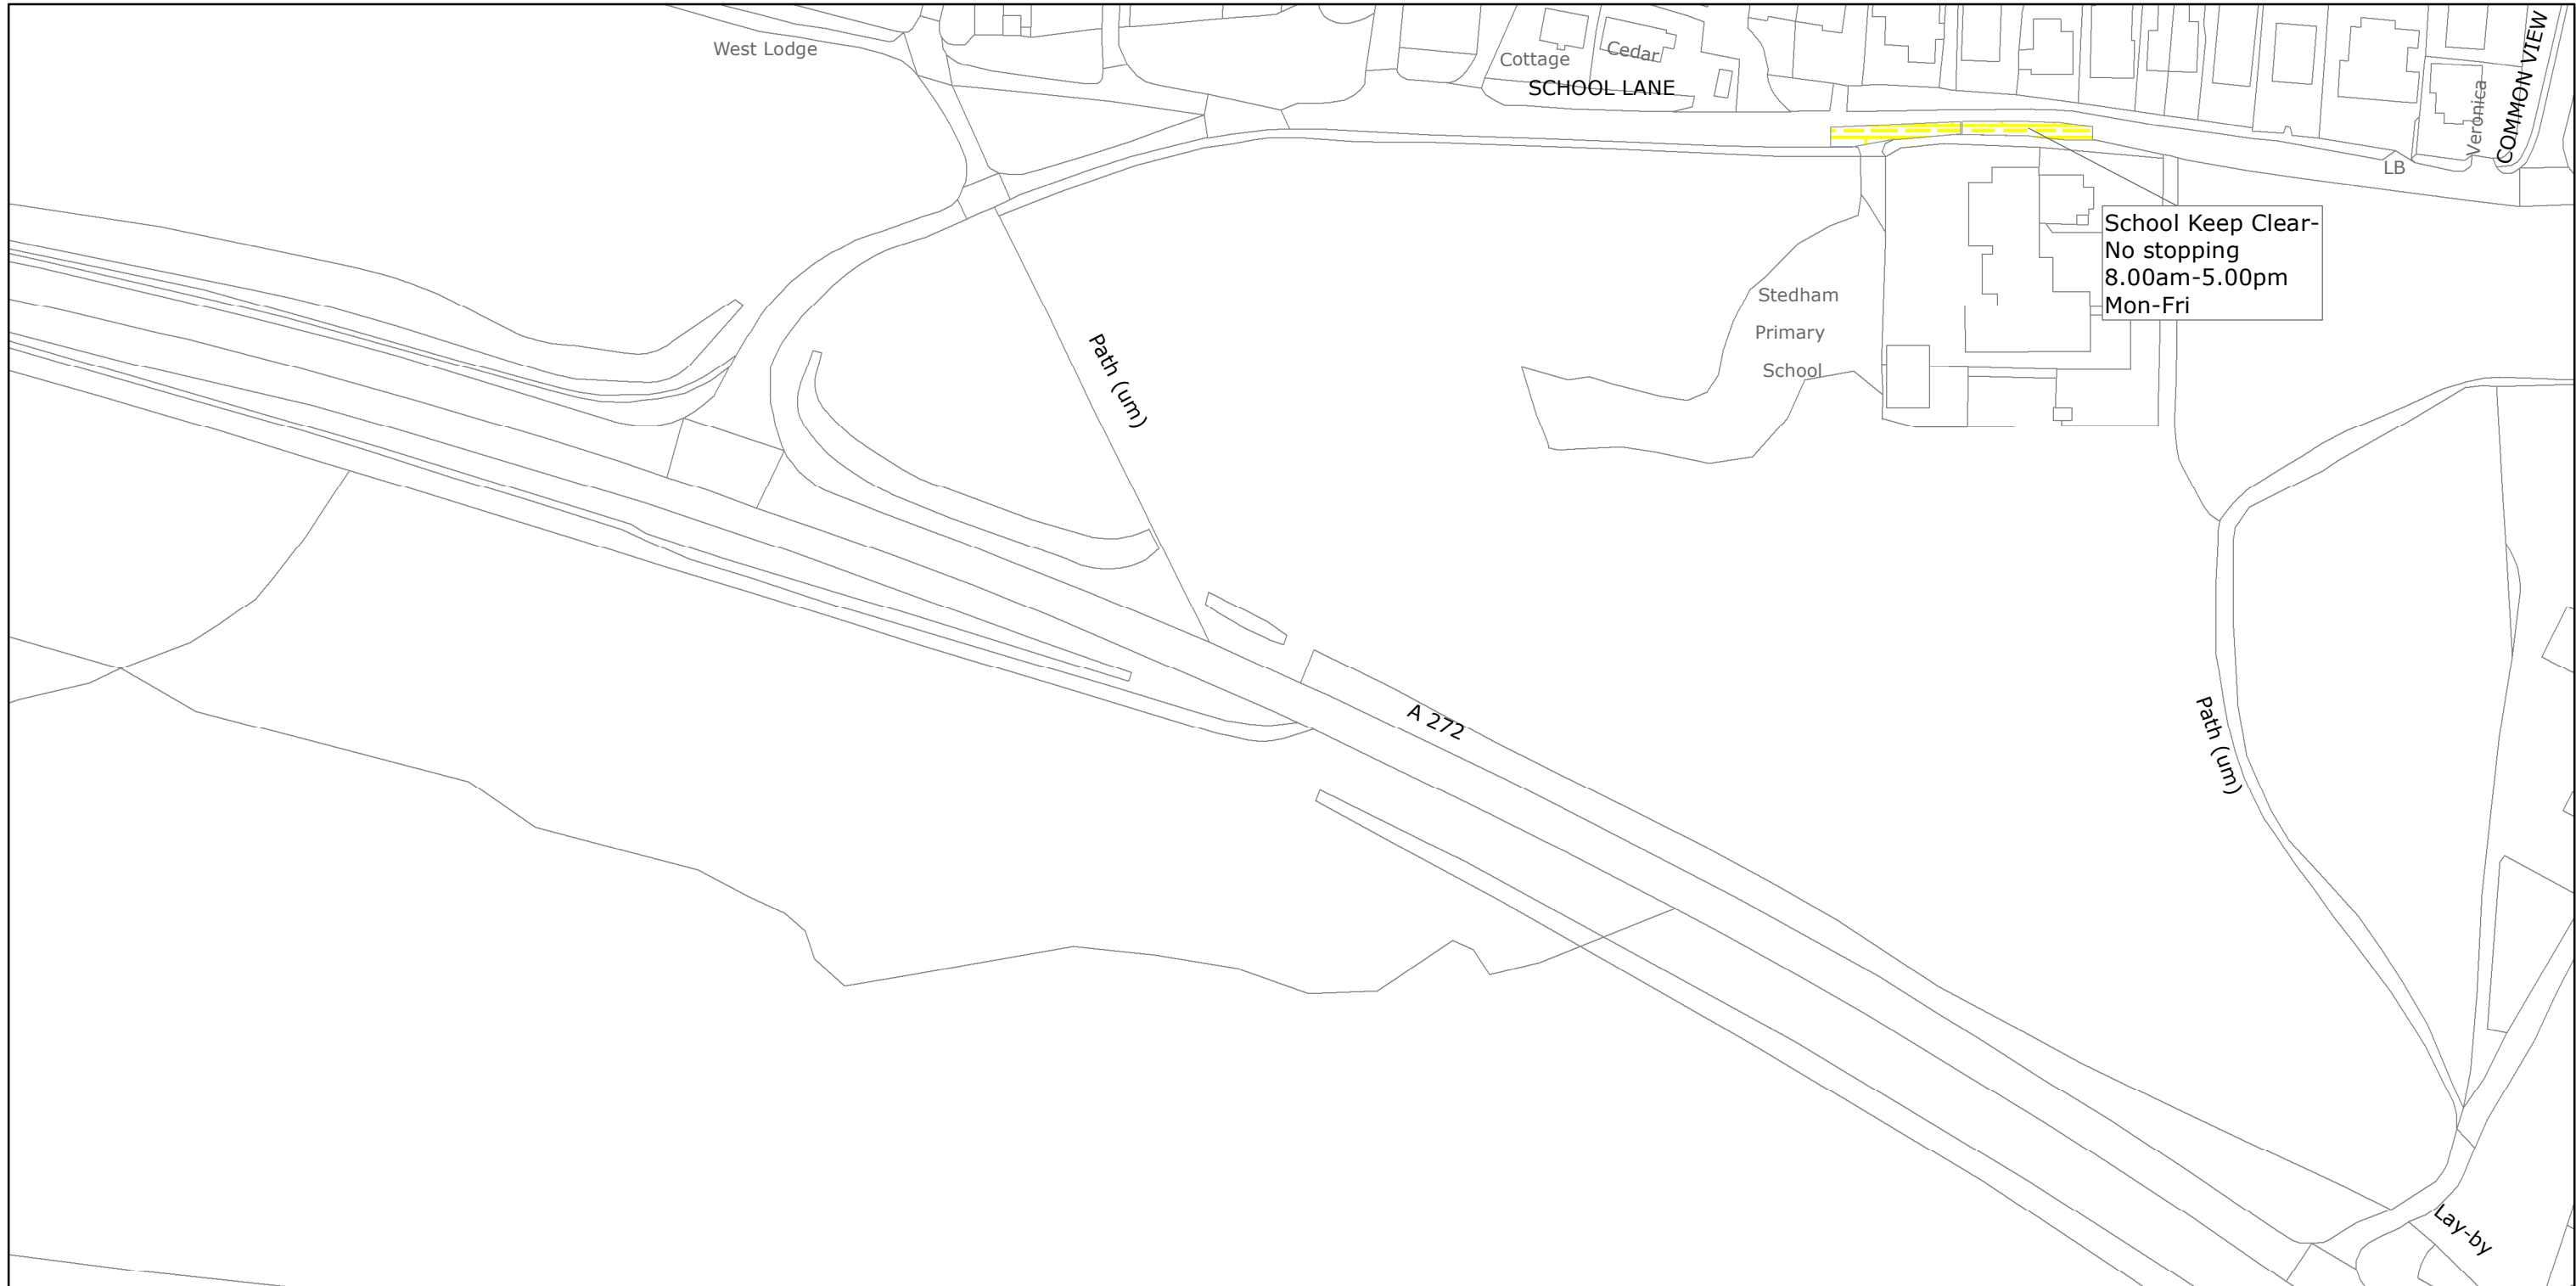 West Lodge
Cottage
Cedar
SCHOOL LANE
COMMON VIEW
Veronica
LB
School Keep Clear-
No stopping
8.00am-5.00pm
Mon-Fri
Stedham
Primary
School
Path (um)
A 272
Path (um)
Lay-by